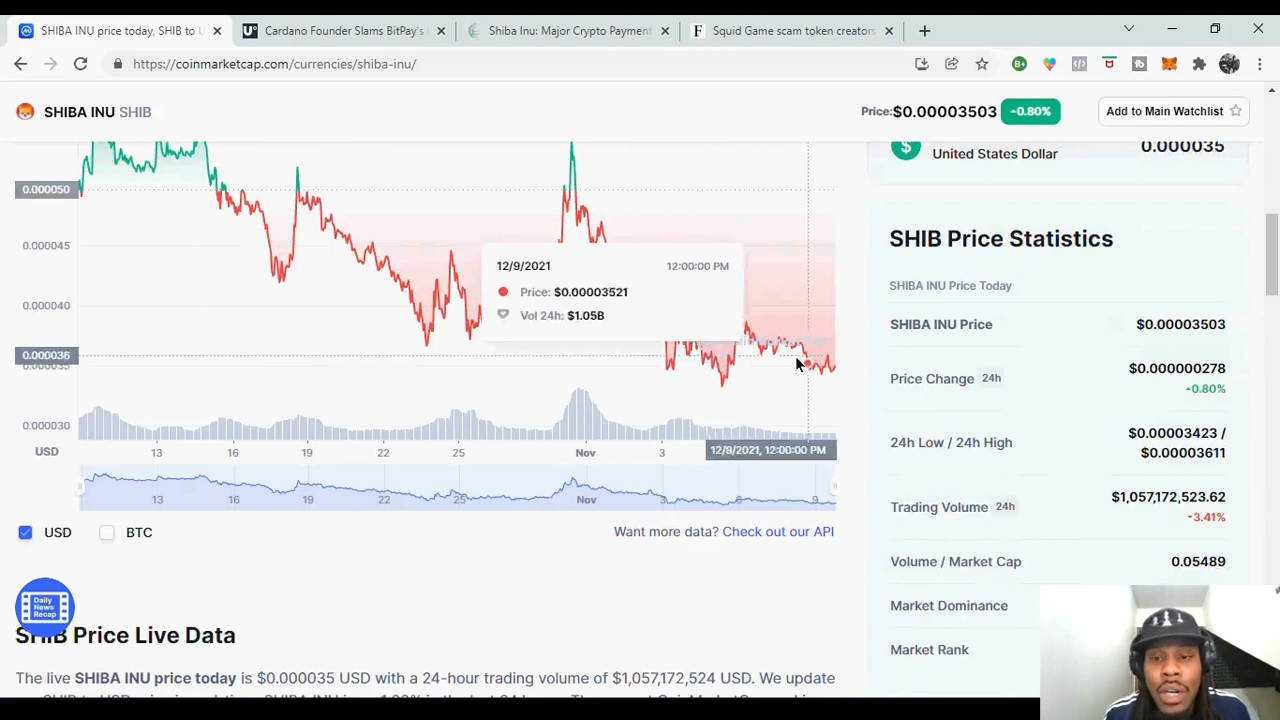 SHIBA INU price today, SHIB to U
Cardano Founder Slams BitPay's
Shiba Inu: Major Crypto Payment
Squid Game scam token creators
https://coinmarketcap.com/currencies/shiba-inu/
SHIBA INU SHIB
Price:$0.00003503
0.80%
Add to Main Watchlist
United States Dollar
0.000035
0.000050
0.000045
0.000040
0.000036
0.000035
0.000030
12/9/2021
12:00:00 PM
Price: $0.00003521
Vol 24h: $1.05B
USD
13
16
19
22
25
Nov
3
12/8/2021, 12:00:00 PM
13
16
19
22
25
Nov
3
6
9
USD
BTC
Want more data? Check out our API
Daily
News
Recap
SHIB Price Live Data
The live SHIBA INU price today is $0.000035 USD with a 24-hour trading volume of $1,057,172,524 USD. We update
SHIB Price Statistics
SHIBA INU Price Today
SHIBA INU Price
$0.00003503
Price Change 24h
$0.000000278
0.80%
24h Low / 24h High
$0.00003423 /
$0.00003611
Trading Volume 24h
$1,057,172,523.62
3.41%
Volume / Market Cap
0.05489
Market Dominance
Market Rank